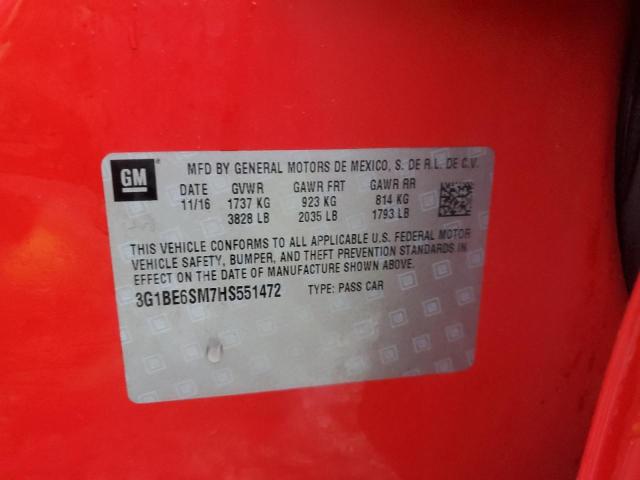 GM
MFD BY GENERAL MOTORS DE MEXICO, S. DE R.L. DE C.V.
DATE GVWR GAWR FRT GAWR RR
11/16 1737 KG 923 KG 814 KG
3828 LB 2035 LB 1793 LB
THIS VEHICLE CONFORMS TO ALL APPLICABLE U.S. FEDERAL MOTOR
VEHICLE SAFETY, BUMPER, AND THEFT PREVENTION STANDARDS IN
EFFECT ON THE DATE OF MANUFACTURE SHOWN ABOVE.
3G1BE6SM7HS551472 TYPE: PASS CAR